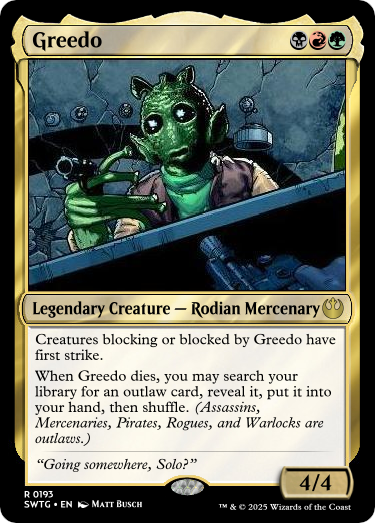 Greedo
Legendary Creature — Rodian Mercenary
Creatures blocking or blocked by Greedo have
first strike.
When Greedo dies, you may search your
library for an outlaw card, reveal it, put it into
your hand, then shuffle. (Assassins,
Mercenaries, Pirates, Rogues, and Warlocks are
outlaws.)
“Going somewhere, Solo?”
4/4
R 0193
SWTG • EN Matt Busch
™ & © 2025 Wizards of the Coast